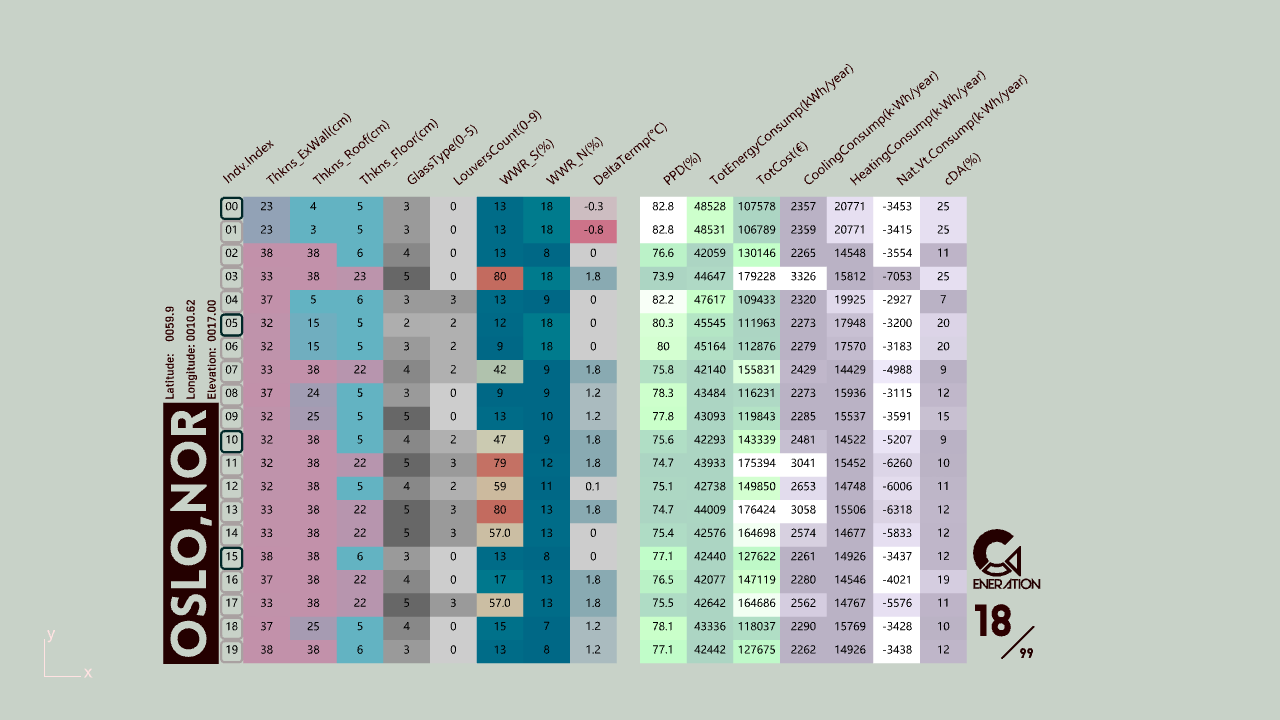 Indv.Index Thkns_ExWall(cm) Thkns_Roof(cm) Thkns_Floor(cm) GlassType(0-5) LouversCount(0-9) WWR_S(%) WWR_N(%) DeltaTermp(°C) PPD(%) TotEnergyConsump(kWh/year) TotCost(€) CoolingConsump(k·Wh/year) HeatingConsump(k·Wh/year) Nat.Vt.Consump(k·Wh/year) cDA(%)
00 23 4 5 3 0 13 18 -0.3 82.8 48528 107578 2357 20771 -3453 25
01 23 3 5 3 0 13 18 -0.8 82.8 48531 106789 2359 20771 -3415 25
02 38 38 6 4 0 13 8 0 76.6 42059 130146 2265 14548 -3554 11
03 33 38 23 5 0 80 18 1.8 73.9 44647 179228 3326 15812 -7053 25
04 37 5 6 3 3 13 9 0 82.2 47617 109433 2320 19925 -2927 7
05 32 15 5 2 2 12 18 0 80.3 45545 111963 2273 17948 -3200 20
06 32 15 5 3 2 9 18 0 80 45164 112876 2279 17570 -3183 20
07 33 38 22 4 2 42 9 1.8 75.8 42140 155831 2429 14429 -4988 9
08 37 24 5 3 0 9 9 1.2 78.3 43484 116231 2273 15936 -3115 12
09 32 25 5 5 0 13 10 1.2 77.8 43093 119843 2285 15537 -3591 15
10 32 38 5 4 2 47 9 1.8 75.6 42293 143339 2481 14522 -5207 9
11 32 38 22 5 3 79 12 1.8 74.7 43933 175394 3041 15452 -6260 10
12 32 38 5 4 2 59 11 0.1 75.1 42738 149850 2653 14748 -6006 11
13 33 38 22 5 3 80 13 1.8 74.7 44009 176424 3058 15506 -6318 12
14 33 38 22 5 3 57.0 13 0 75.4 42576 164698 2574 14677 -5833 12
15 38 38 6 3 0 13 8 0 77.1 42440 127622 2261 14926 -3437 12
16 37 38 22 4 0 17 13 1.8 76.5 42077 147119 2280 14546 -4021 19
17 33 38 22 5 3 57.0 13 1.8 75.5 42642 164686 2562 14767 -5576 11
18 37 25 5 4 0 15 7 1.2 78.1 43336 118037 2290 15769 -3428 10
19 38 38 6 3 0 13 8 1.2 77.1 42442 127675 2262 14926 -3438 12
OSLO,NOR
Latitude: 0059.9
Longitude: 0010.62
Elevation: 0017.00
GENERATION
18/99
y
x